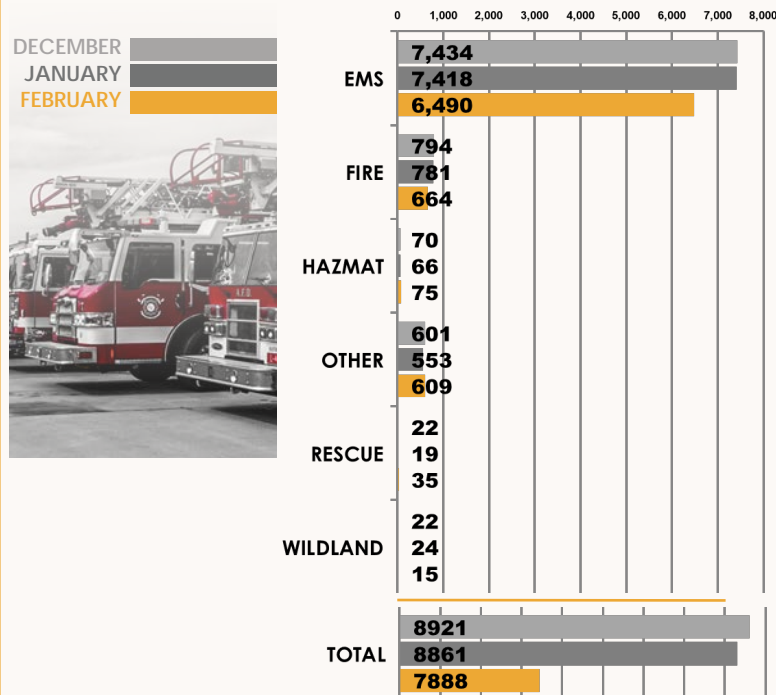 0 1,000 2,000 3,000 4,000 5,000 6,000 7,000 8,000
DECEMBER
JANUARY
FEBRUARY
EMS
7,434
7,418
6,490
FIRE
794
781
664
HAZMAT
70
66
75
OTHER
601
553
609
RESCUE
22
19
35
WILDLAND
22
24
15
TOTAL
8921
8861
7888